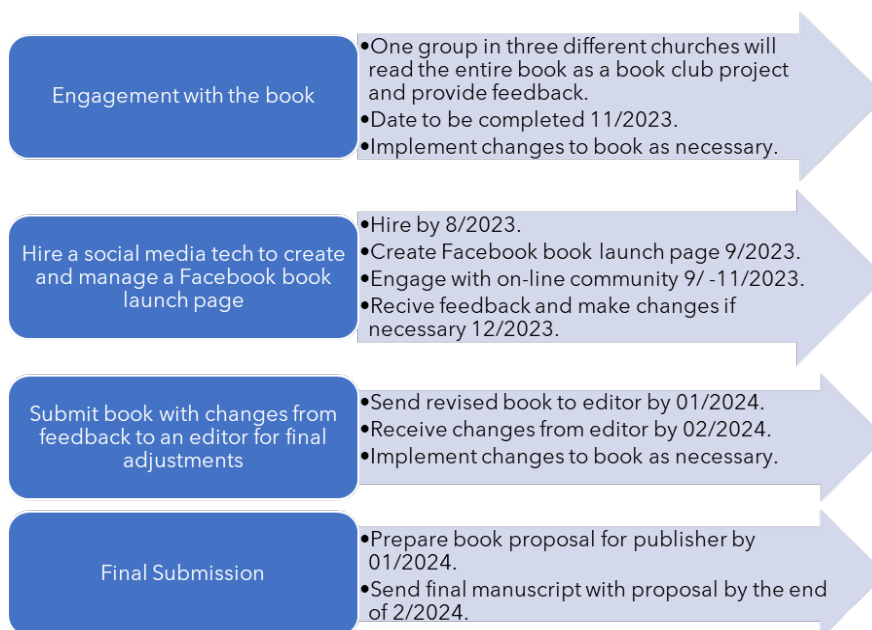 Engagement with the book
•One group in three different churches will
read the entire book as a book club project
and provide feedback.
•Date to be completed 11/2023.
•Implement changes to book as necessary.
Hire a social media tech to create
and manage a Facebook book
launch page
•Hire by 8/2023.
•Create Facebook book launch page 9/2023.
•Engage with on-line community 9/ -11/2023.
•Recive feedback and make changes if
necessary 12/2023.
Submit book with changes from
feedback to an editor for final
adjustments
•Send revised book to editor by 01/2024.
•Receive changes from editor by 02/2024.
•Implement changes to book as necessary.
Final Submission
•Prepare book proposal for publisher by
01/2024.
•Send final manuscript with proposal by the end
of 2/2024.